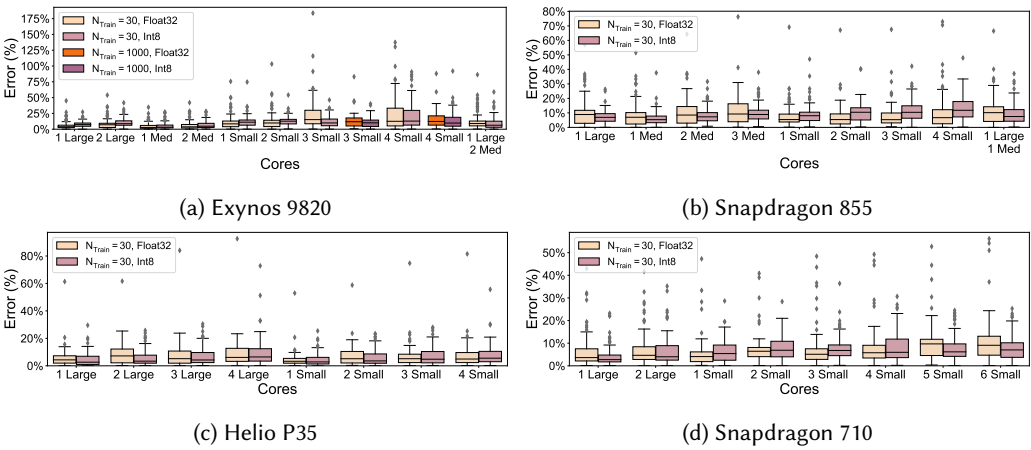 175%
150%
125%
100%
75%
50%
25%
0%
Error (%)
N_Train = 30, Float32
N_Train = 30, Int8
N_Train = 1000, Float32
N_Train = 1000, Int8
1 Large 2 Large 1 Med 2 Med 1 Small 2 Small 3 Small 3 Small 4 Small 4 Small 1 Large
2 Med
Cores
(a) Exynos 9820
80%
70%
60%
50%
40%
30%
20%
10%
0%
Error (%)
N_Train = 30, Float32
N_Train = 30, Int8
1 Large 1 Med 2 Med 3 Med 1 Small 2 Small 3 Small 4 Small 1 Large
1 Med
Cores
(b) Snapdragon 855
80%
60%
40%
20%
0%
Error (%)
N_Train = 30, Float32
N_Train = 30, Int8
1 Large 2 Large 3 Large 4 Large 1 Small 2 Small 3 Small 4 Small
Cores
(c) Helio P35
50%
40%
30%
20%
10%
0%
Error (%)
N_Train = 30, Float32
N_Train = 30, Int8
1 Large 2 Large 1 Small 2 Small 3 Small 4 Small 5 Small 6 Small
Cores
(d) Snapdragon 710